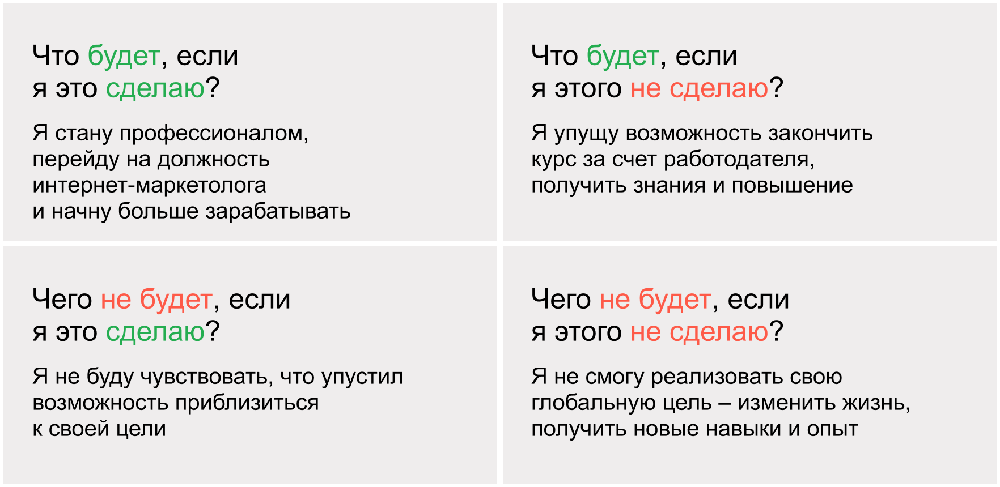 Что будет, если
я это сделаю?
Я стану профессионалом,
перейду на должность
интернет-маркетолога
и начну больше зарабатывать
Что будет, если
я этого не сделаю?
Я упущу возможность закончить
курс за счет работодателя,
получить знания и повышение
Чего не будет, если
я это сделаю?
Я не буду чувствовать, что упустил
возможность приблизиться
к своей цели
Чего не будет, если
я этого не сделаю?
Я не смогу реализовать свою
глобальную цель – изменить жизнь,
получить новые навыки и опыт